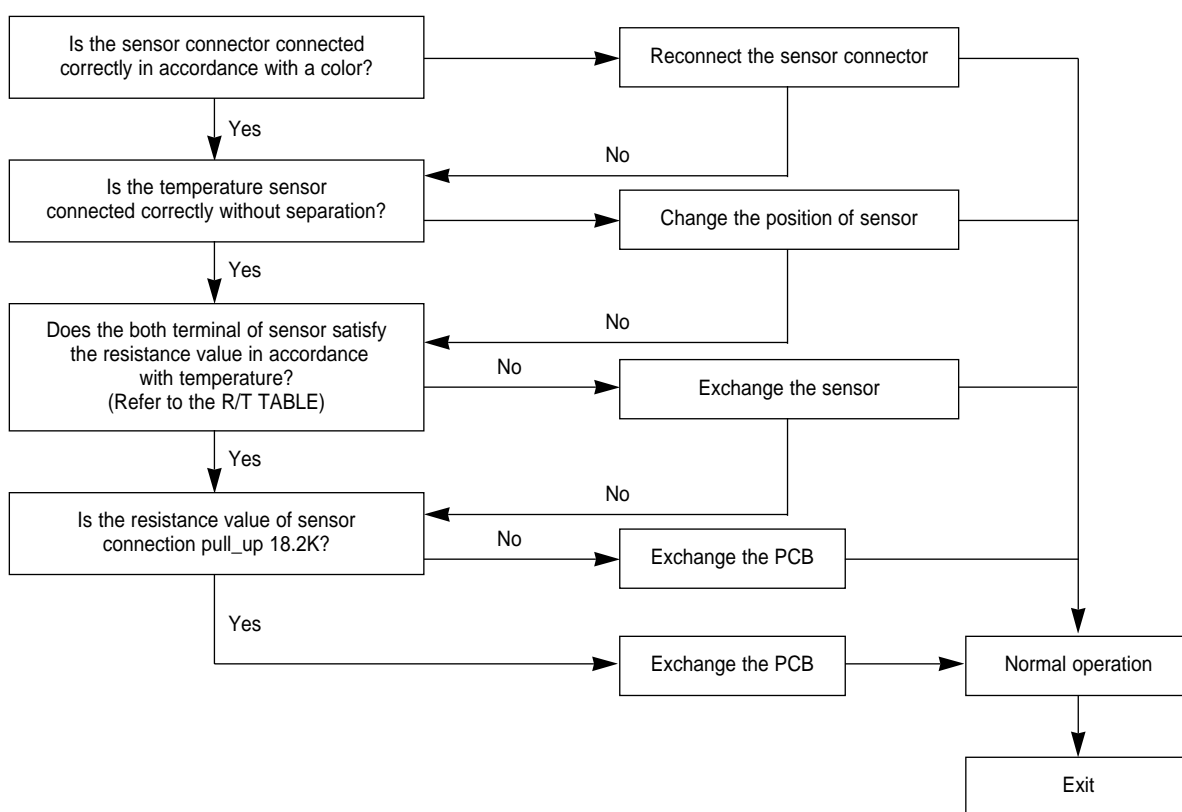 Is the sensor connector connected
correctly in accordance with a color?
Reconnect the sensor connector
Yes
No
Is the temperature sensor
connected correctly without separation?
Change the position of sensor
Yes
No
Does the both terminal of sensor satisfy
the resistance value in accordance
with temperature?
(Refer to the R/T TABLE)
No
Exchange the sensor
Yes
No
Is the resistance value of sensor
connection pull_up 18.2K?
No
Exchange the PCB
Yes
Exchange the PCB
Normal operation
Exit